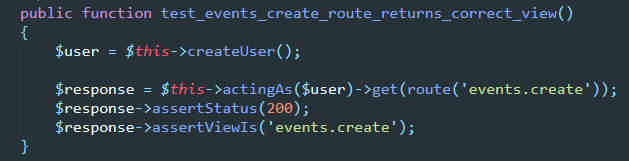 public function test_events_create_route_returns_correct_view()
{
    $user = $this->createUser();

    $response = $this->actingAs($user)->get(route('events.create'));
    $response->assertStatus(200);
    $response->assertViewIs('events.create');
}